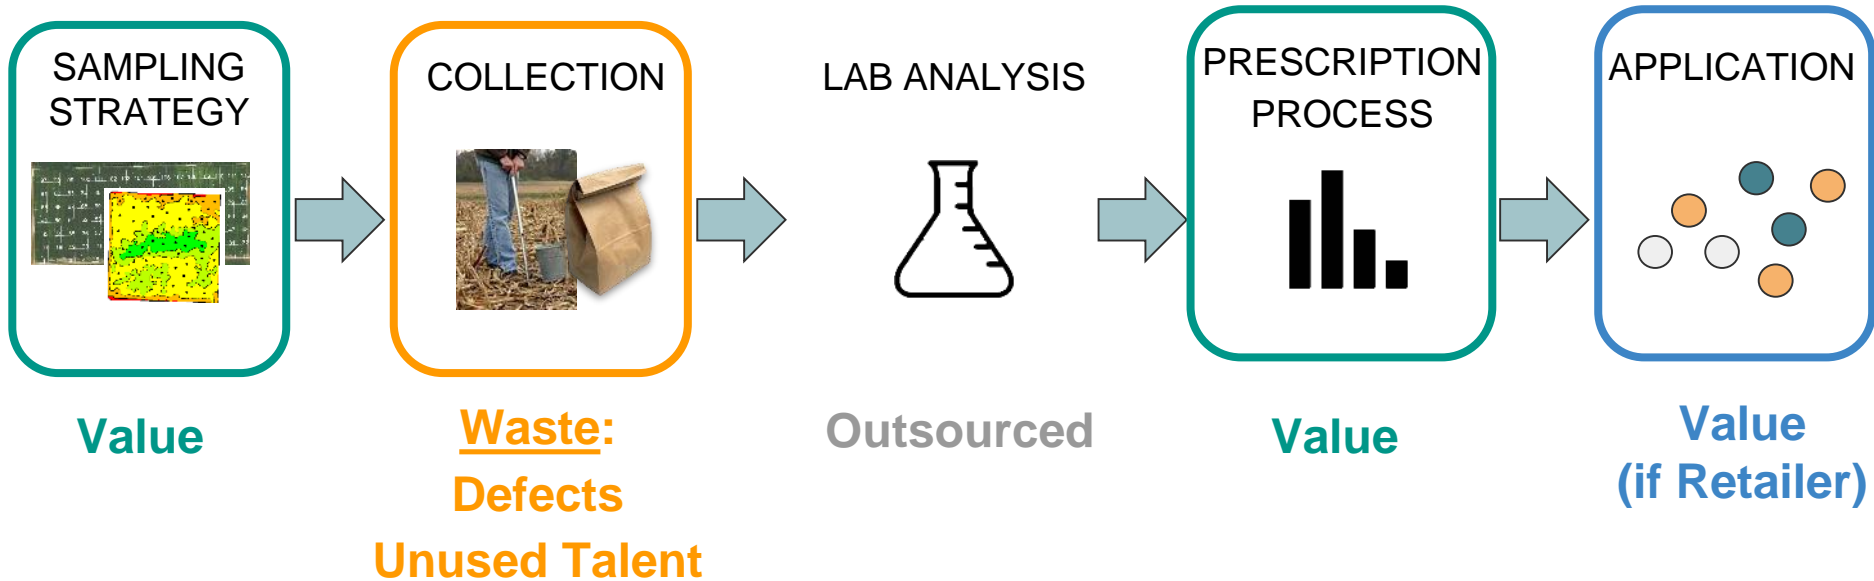 SAMPLING
STRATEGY
COLLECTION
LAB ANALYSIS
PRESCRIPTION
PROCESS
APPLICATION
Value
Waste:
Defects
Unused Talent
Outsourced
Value
Value
(if Retailer)